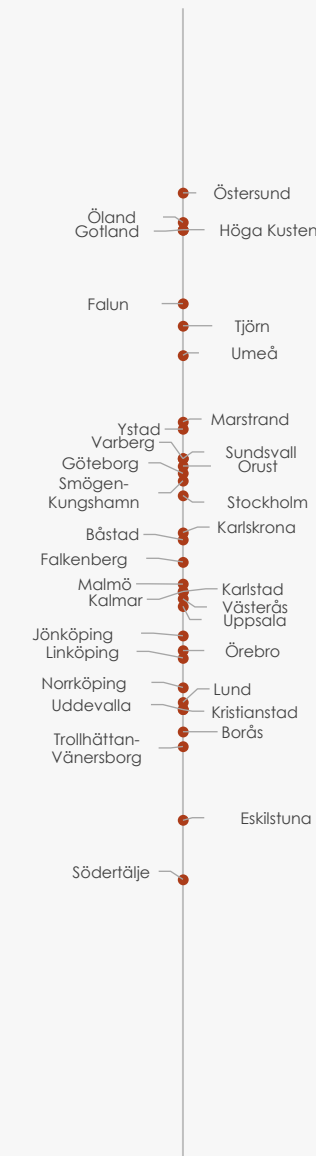 Östersund
Öland
Gotland
Höga Kusten
Falun
Tjörn
Umeå
Marstrand
Ystad
Varberg
Sundsvall
Göteborg
Orust
Smögen-
Kungshamn
Stockholm
Karlskrona
Båstad
Falkenberg
Malmö
Karlstad
Kalmar
Västerås
Uppsala
Jönköping
Linköping
Örebro
Norrköping
Lund
Uddevalla
Kristianstad
Borås
Trollhättan-
Vänersborg
Eskilstuna
Södertälje